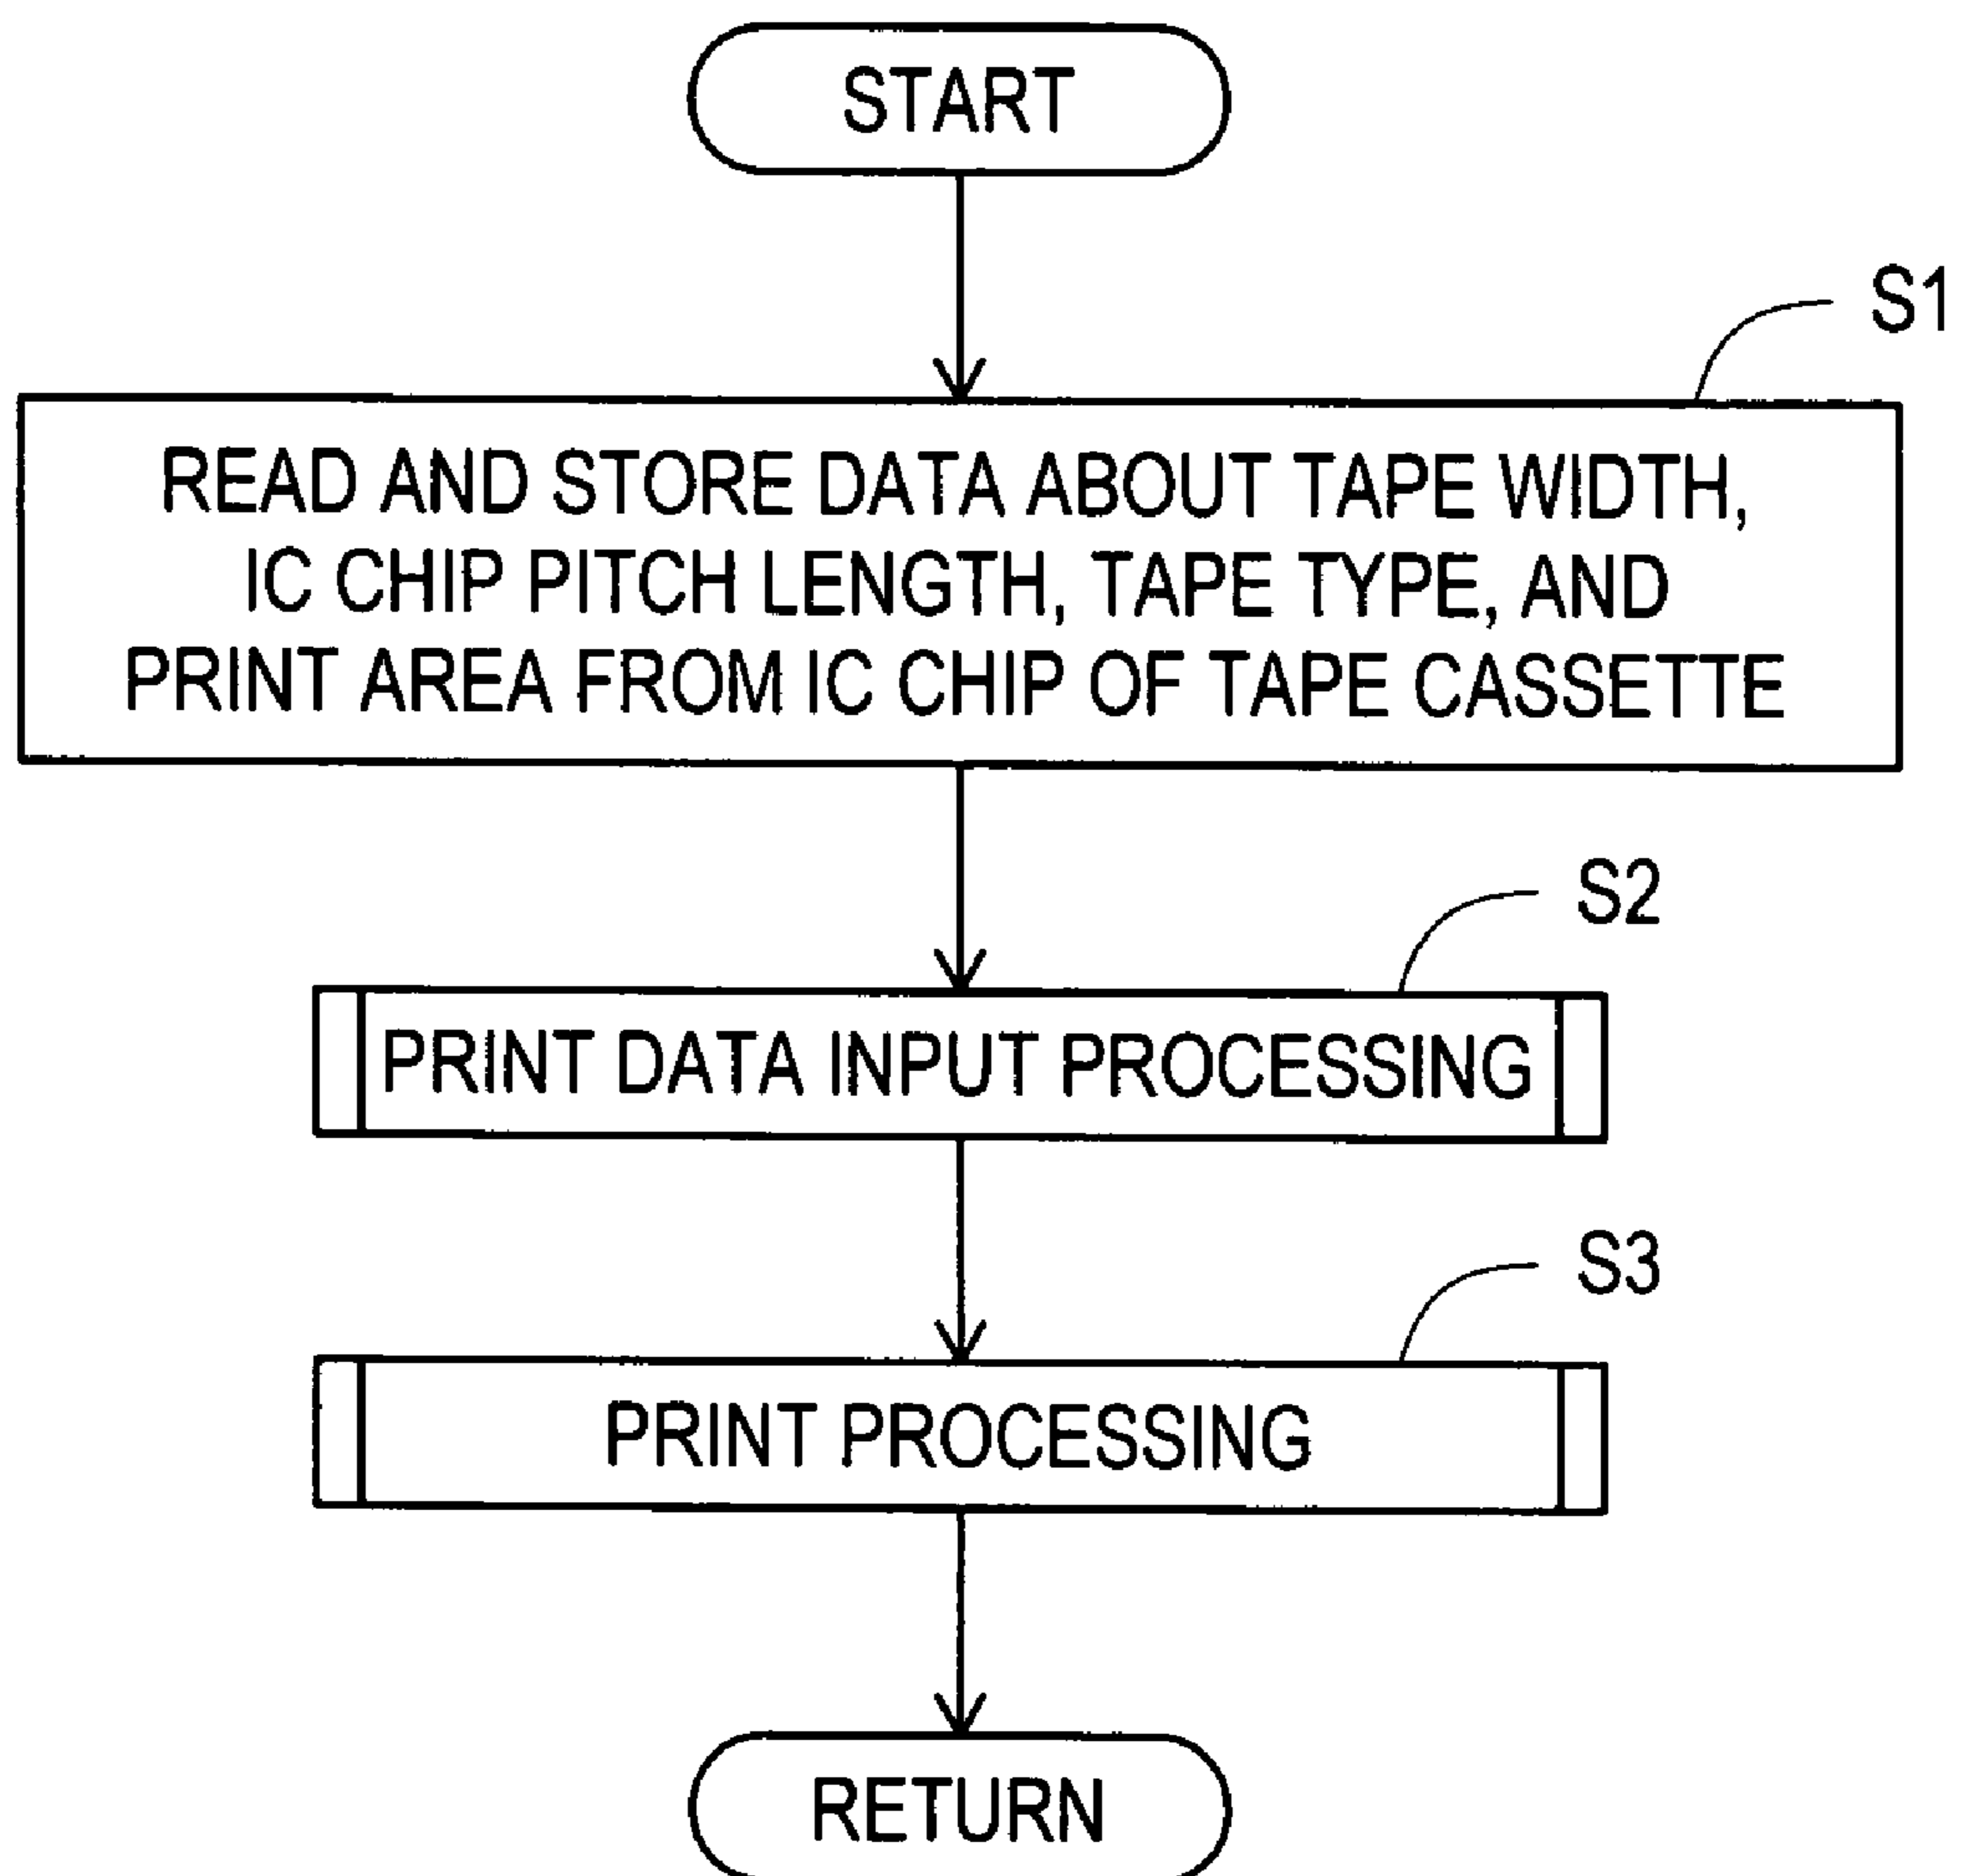 START
S1
READ AND STORE DATA ABOUT TAPE WIDTH,
IC CHIP PITCH LENGTH, TAPE TYPE, AND
PRINT AREA FROM IC CHIP OF TAPE CASSETTE
S2
PRINT DATA INPUT PROCESSING
S3
PRINT PROCESSING
RETURN